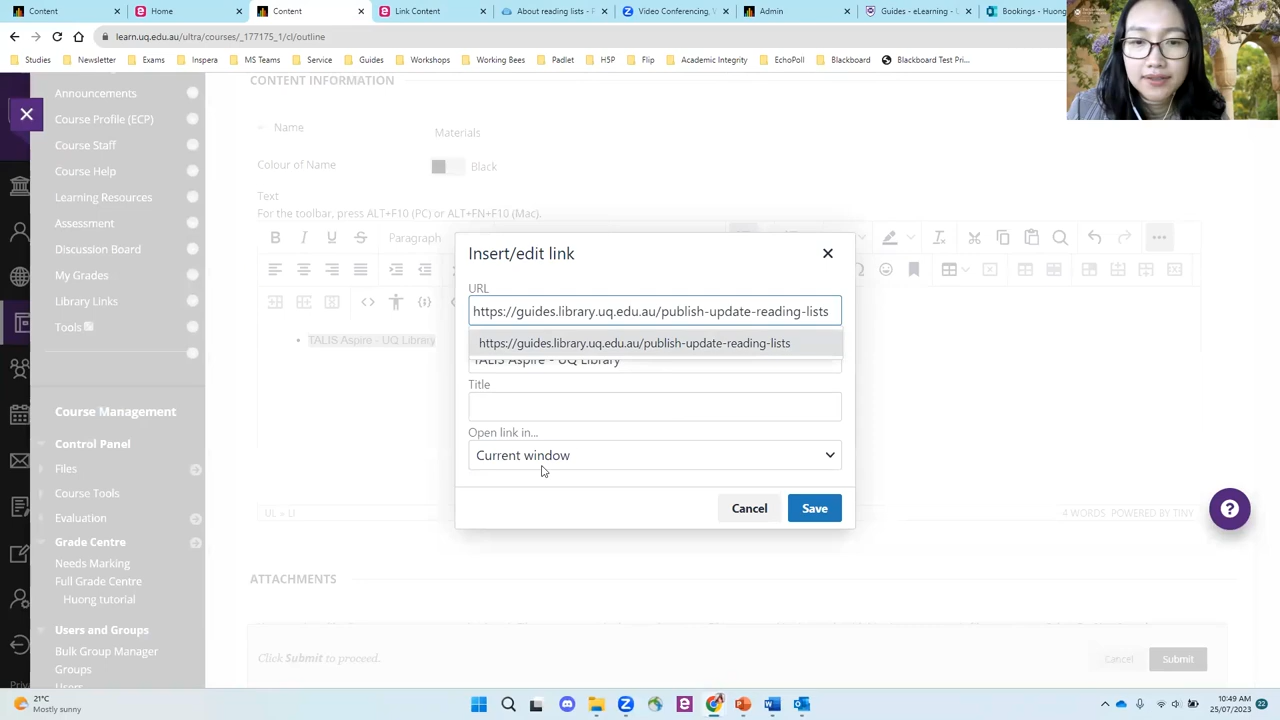 Home
Link Content
About reading lists - F
Video Conferencing, V
Admin
Guides - eLearning -
Bookings - Huong
learn.uq.edu.au/ultra/courses/_177175_1/cl/outline
Studies
Newsletter
Exams
Inspera
MS Teams
Service
Guides
Workshops
Working Bees
Padlet
H5P
Flip
Academic Integrity
EchoPoll
Blackboard
Blackboard Test Pri...
Announcements
Course Profile (ECP)
Course Staff
Course Help
Learning Resources
Assessment
Discussion Board
My Grades
Library Links
Tools
Course Management
Control Panel
Files
Course Tools
Evaluation
Grade Centre
Needs Marking
Full Grade Centre
Huong tutorial
Users and Groups
Bulk Group Manager
Groups
Users
CONTENT INFORMATION
Name
Materials
Colour of Name
Black
Text
For the toolbar, press ALT+F10 (PC) or ALT+FN+F10 (Mac).
Paragraph
TALIS Aspire - UQ Library
Insert/edit link
URL
https://guides.library.uq.edu.au/publish-update-reading-lists
https://guides.library.uq.edu.au/publish-update-reading-lists
TALIS Aspire - UQ Library
Title
Open link in...
Current window
Cancel
Save
UL » LI
4 WORDS POWERED BY TINY
ATTACHMENTS
Click Submit to proceed.
Cancel
Submit
21°C
Mostly sunny
10:49 AM
25/07/2023
22